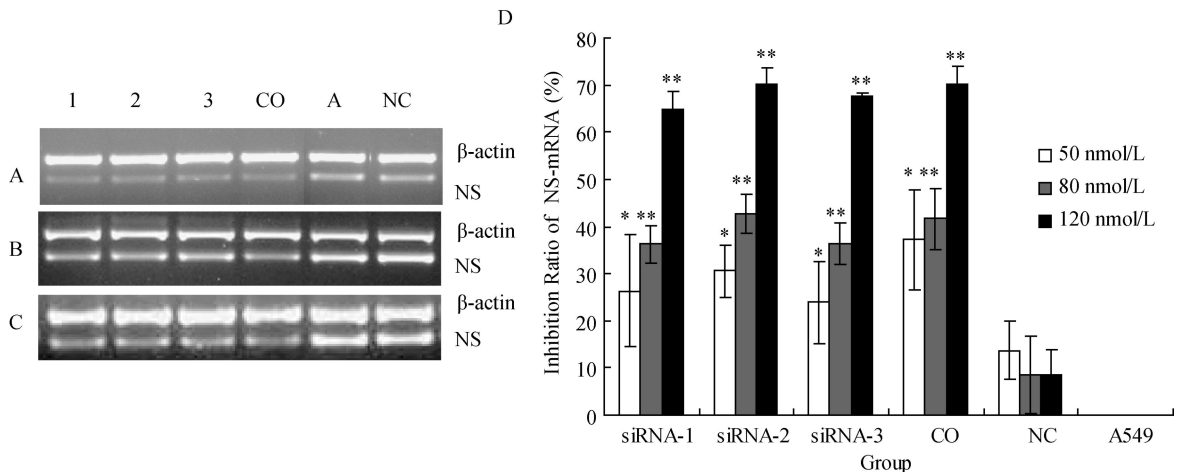 1 2 3 CO A NC
A
β-actin
NS
B
β-actin
NS
C
β-actin
NS
D
Inhibition Ratio of NS-mRNA (%)
80
70
60
50
40
30
20
10
0
* ** **
* ** **
* ** **
* ** **
siRNA-1 siRNA-2 siRNA-3 CO NC A549
Group
50 nmol/L
80 nmol/L
120 nmol/L